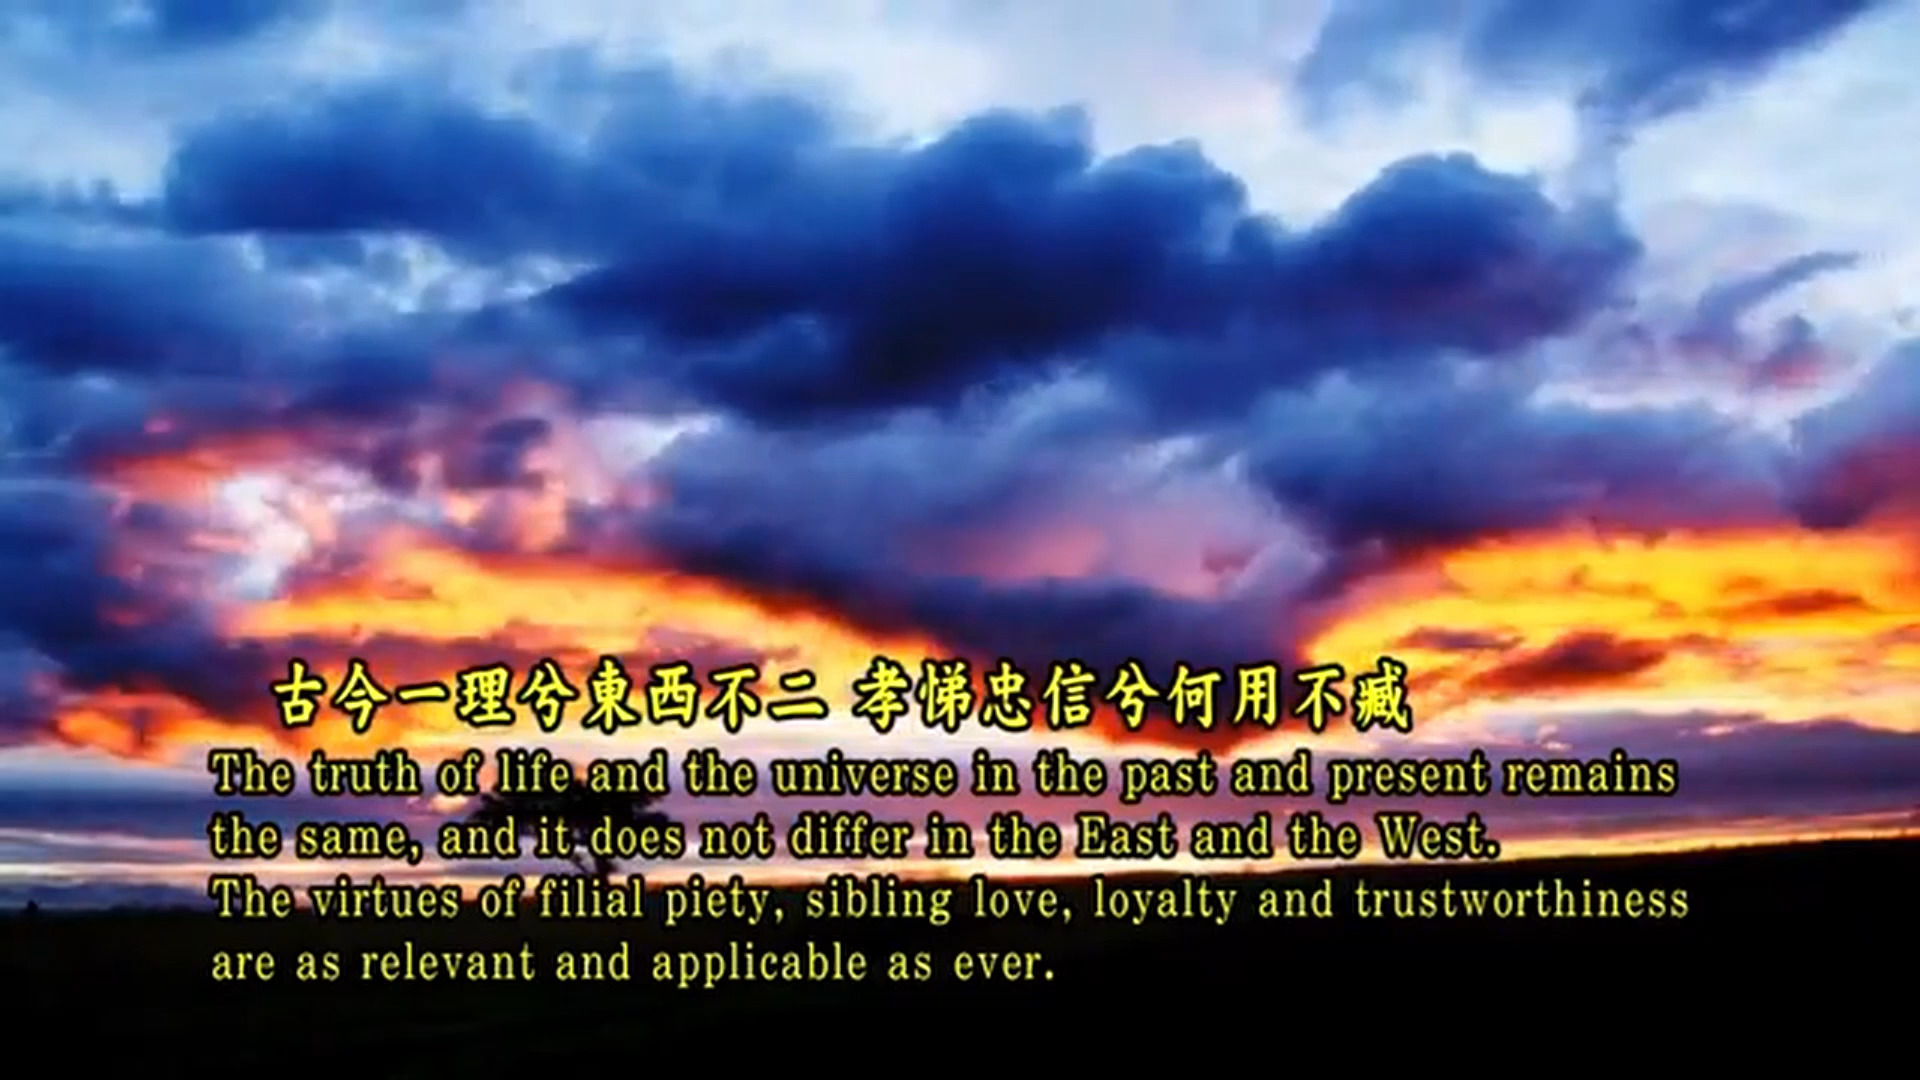 古今一理兮東西不二 孝悌忠信兮何用不臧
The truth of life and the universe in the past and present remains
the same, and it does not differ in the East and the West.
The virtues of filial piety, sibling love, loyalty and trustworthiness
are as relevant and applicable as ever.